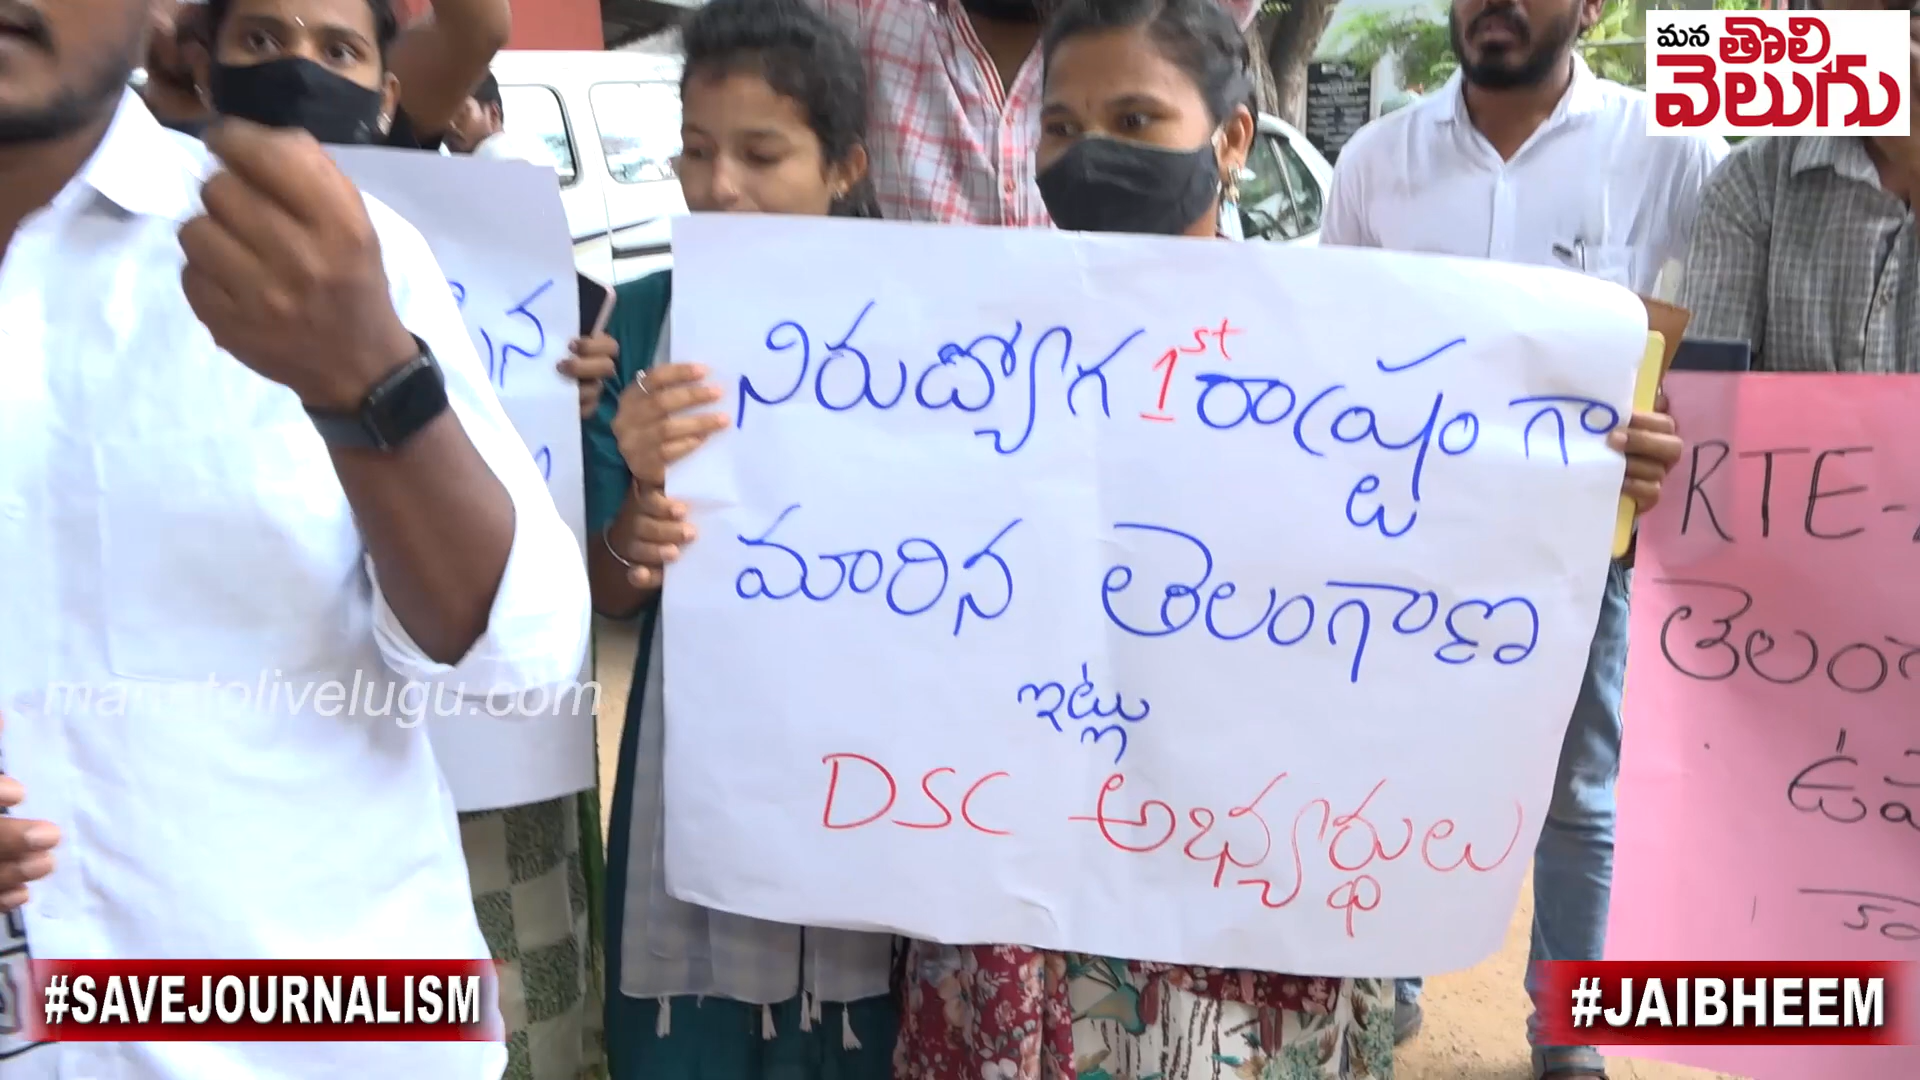 మన తొలి
వెలుగు
నిరుద్యోగ 1st రాష్ట్రం గా
మారిన తెలంగాణ
ఇట్లు
DSC అభ్యర్థులు
RTE-
తెలంగ
manatolivelugu.com
#SAVEJOURNALISM
#JAIBHEEM